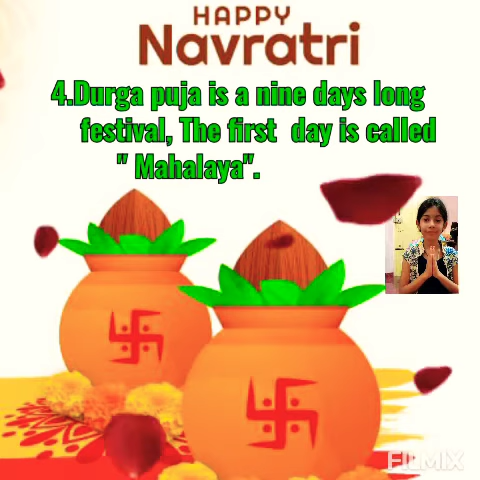 HAPPY
Navratri
4.Durga puja is a nine days long
festival, The first day is called
" Mahalaya".
FILMIX